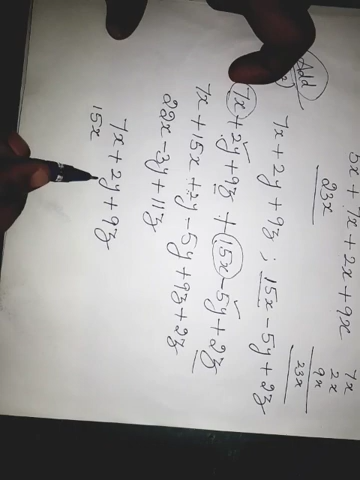 5x + 7x + 2x + 9x
23x
7x
2x
9x
23x
Add
7x + 2y + 9z ; 15x - 5y + 2z
7x + 2y + 9z + 15x - 5y + 2z
7x + 15x + 2y - 5y + 9z + 2z
22x - 3y + 11z
7x + 2y + 9z
15x